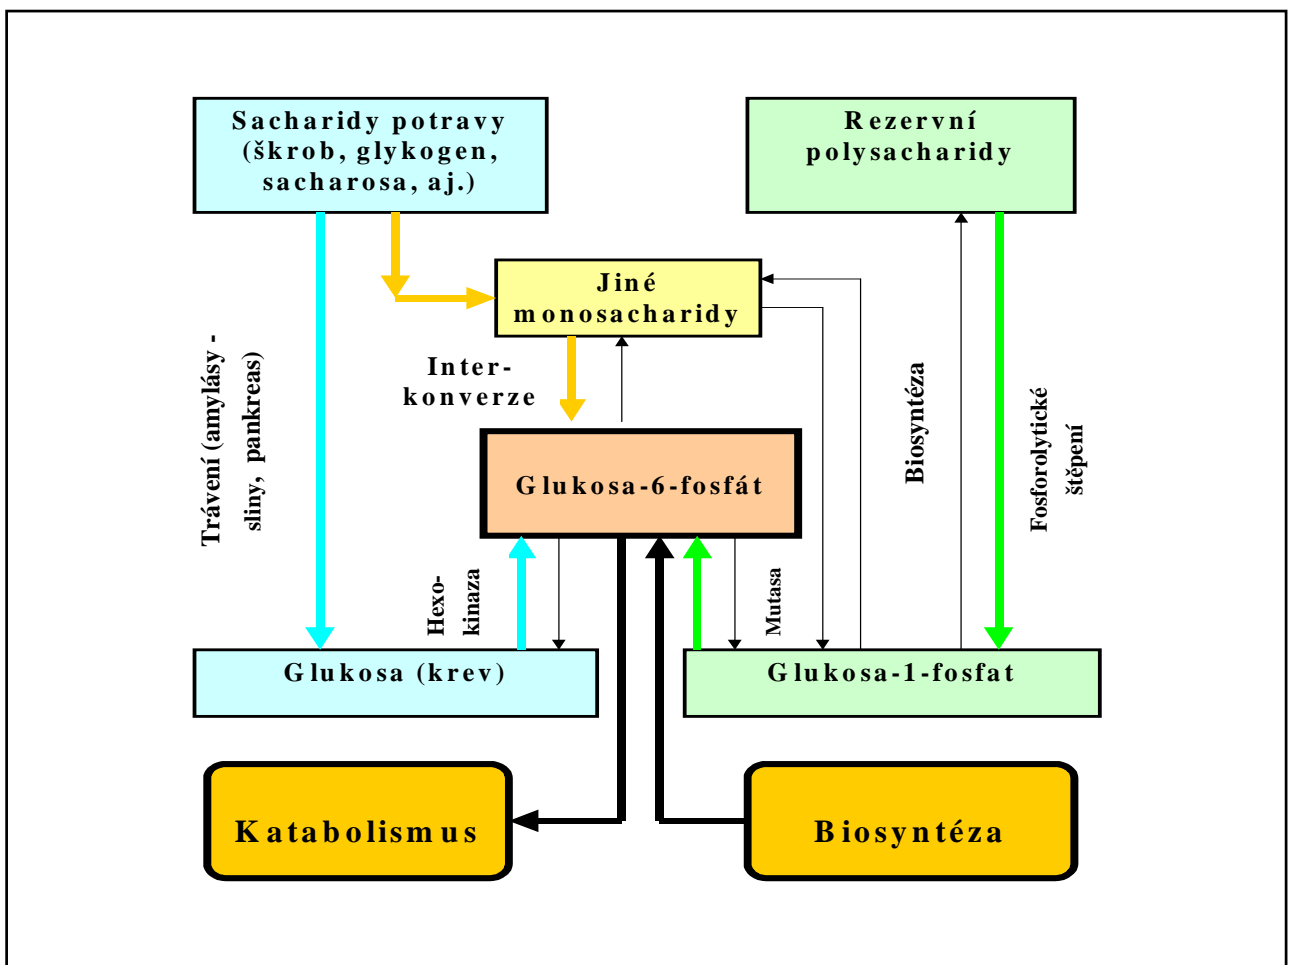 Sacharidy potravy
(škrob, glykogen,
sacharosa, aj.)
Rezervní
polysacharidy
Jiné
monosacharidy
Inter-
konverze
Trávení (amylásy -
sliny, pankreas)
Biosyntéza
Fosforolytické
štěpení
Glukosa-6-fosfát
Hexo-
kinaza
Mutasa
Glukosa (krev)
Glukosa-1-fosfat
Katabolismus
Biosyntéza